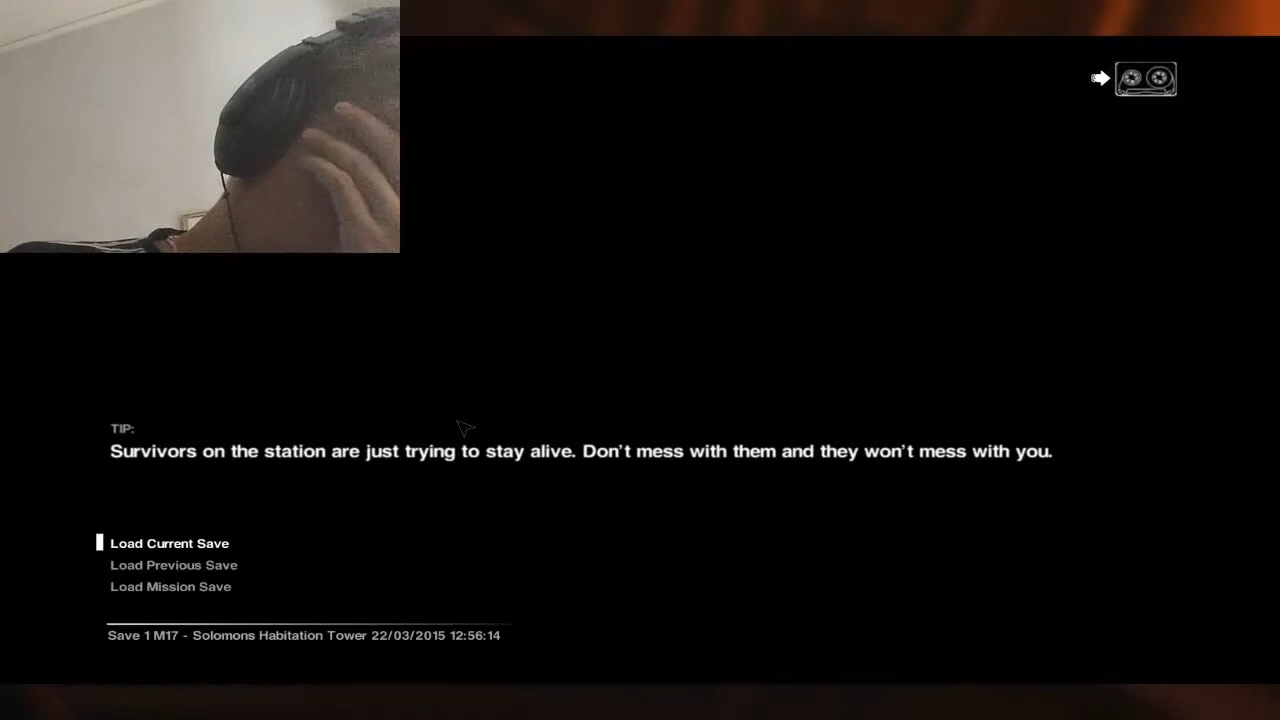 TIP:
Survivors on the station are just trying to stay alive. Don't mess with them and they won't mess with you.
Load Current Save
Load Previous Save
Load Mission Save
Save 1 M17 - Solomons Habitation Tower 22/03/2015 12:56:14